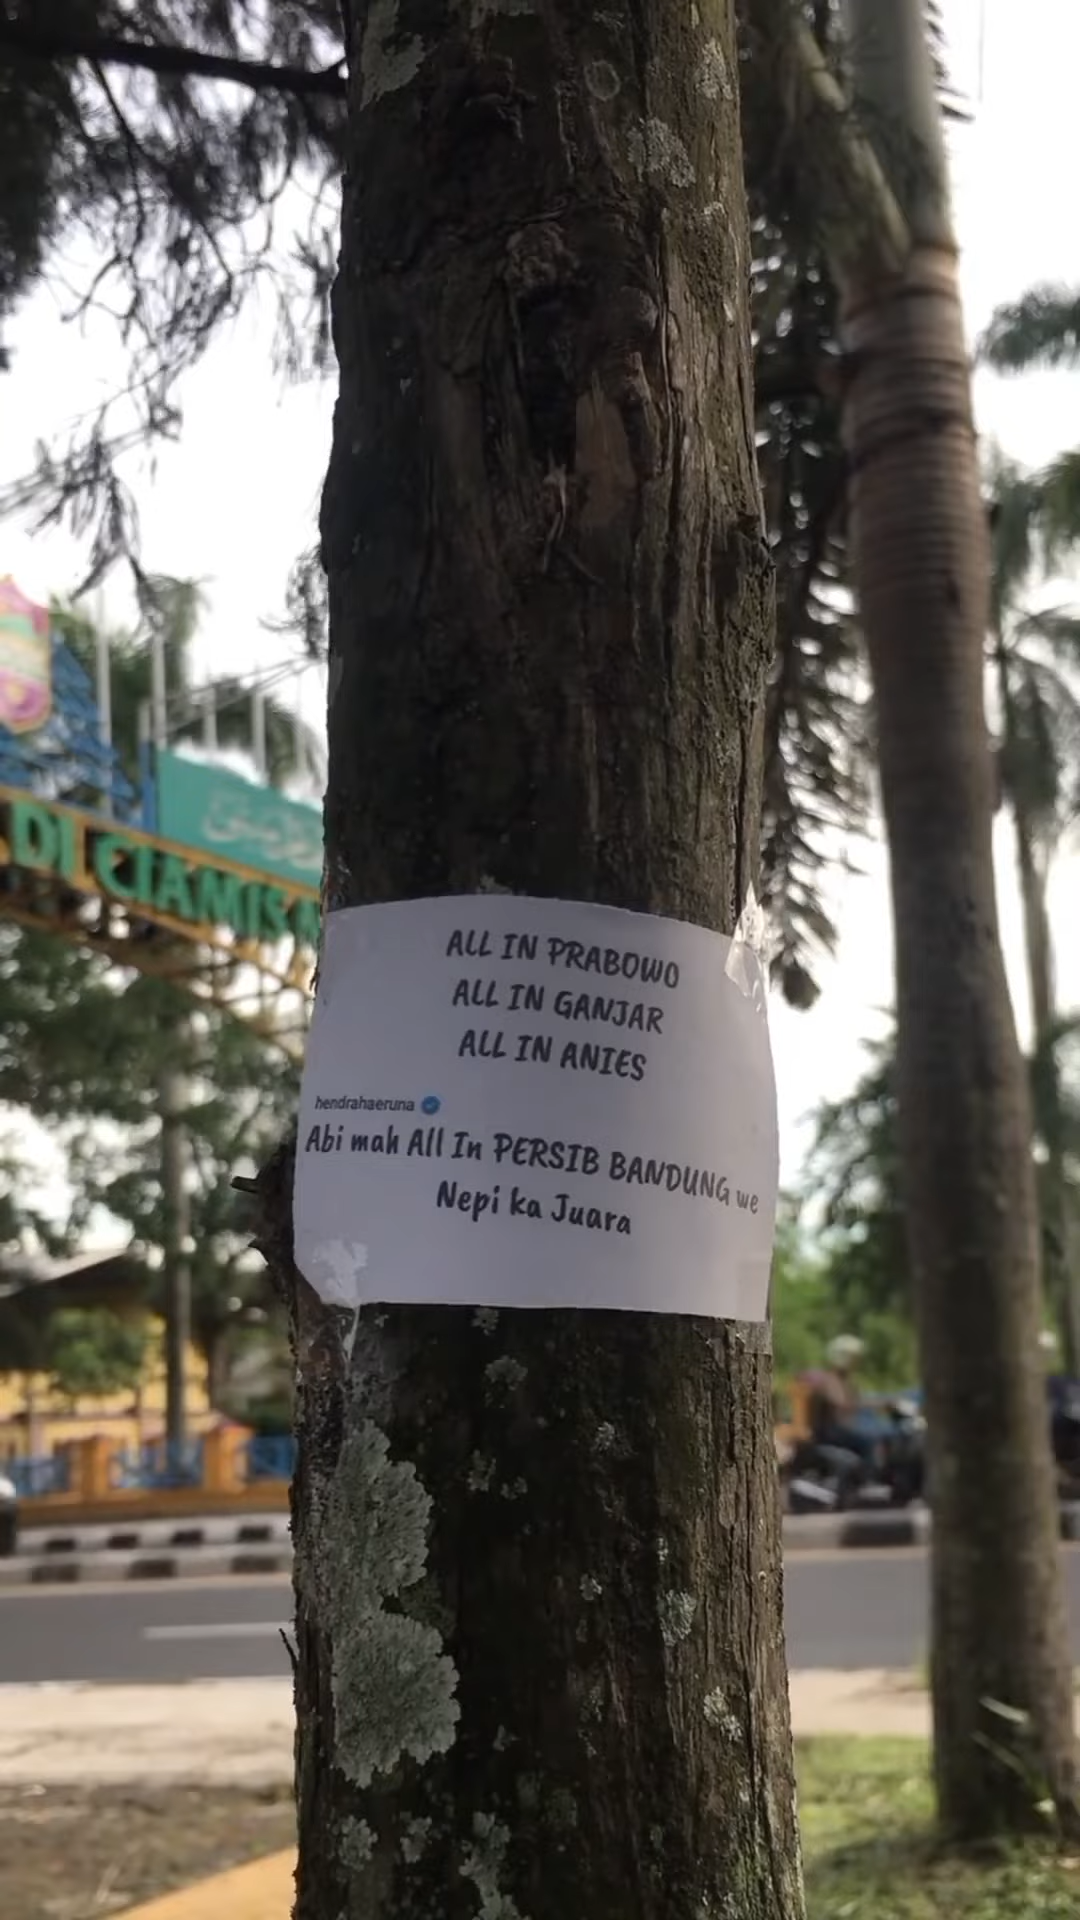 DI CIAMIS
ALL IN PRABOWO
ALL IN GANJAR
ALL IN ANIES
hendrahaeruna
Abi mah All In PERSIB BANDUNG we
Nepi ka Juara